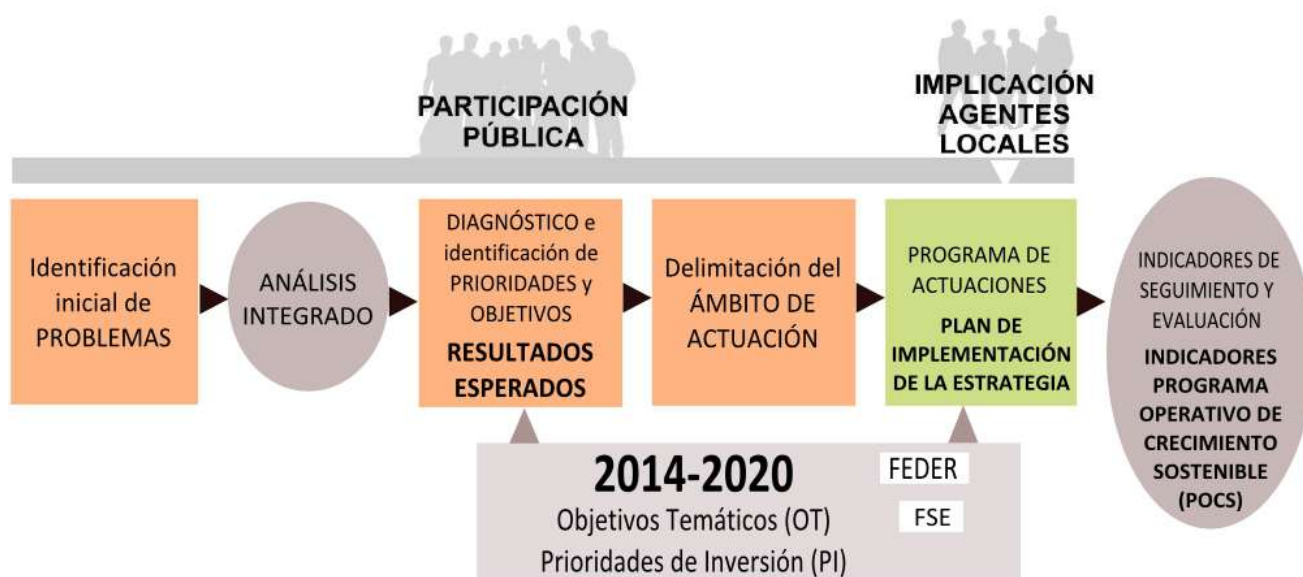 PARTICIPACIÓN
PÚBLICA
IMPLICACIÓN
AGENTES
LOCALES
Identificación
inicial de
PROBLEMAS
ANÁLISIS
INTEGRADO
DIAGNÓSTICO e
identificación de
PRIORIDADES y
OBJETIVOS
RESULTADOS
ESPERADOS
Delimitación del
ÁMBITO DE
ACTUACIÓN
PROGRAMA DE
ACTUACIONES
PLAN DE
IMPLEMENTACIÓN
DE LA ESTRATEGIA
INDICADORES DE
SEGUIMIENTO Y
EVALUACIÓN
INDICADORES
PROGRAMA
OPERATIVO DE
CRECIMIENTO
SOSTENIBLE
(POCS)
2014-2020
Objetivos Temáticos (OT)
Prioridades de Inversión (PI)
FEDER
FSE